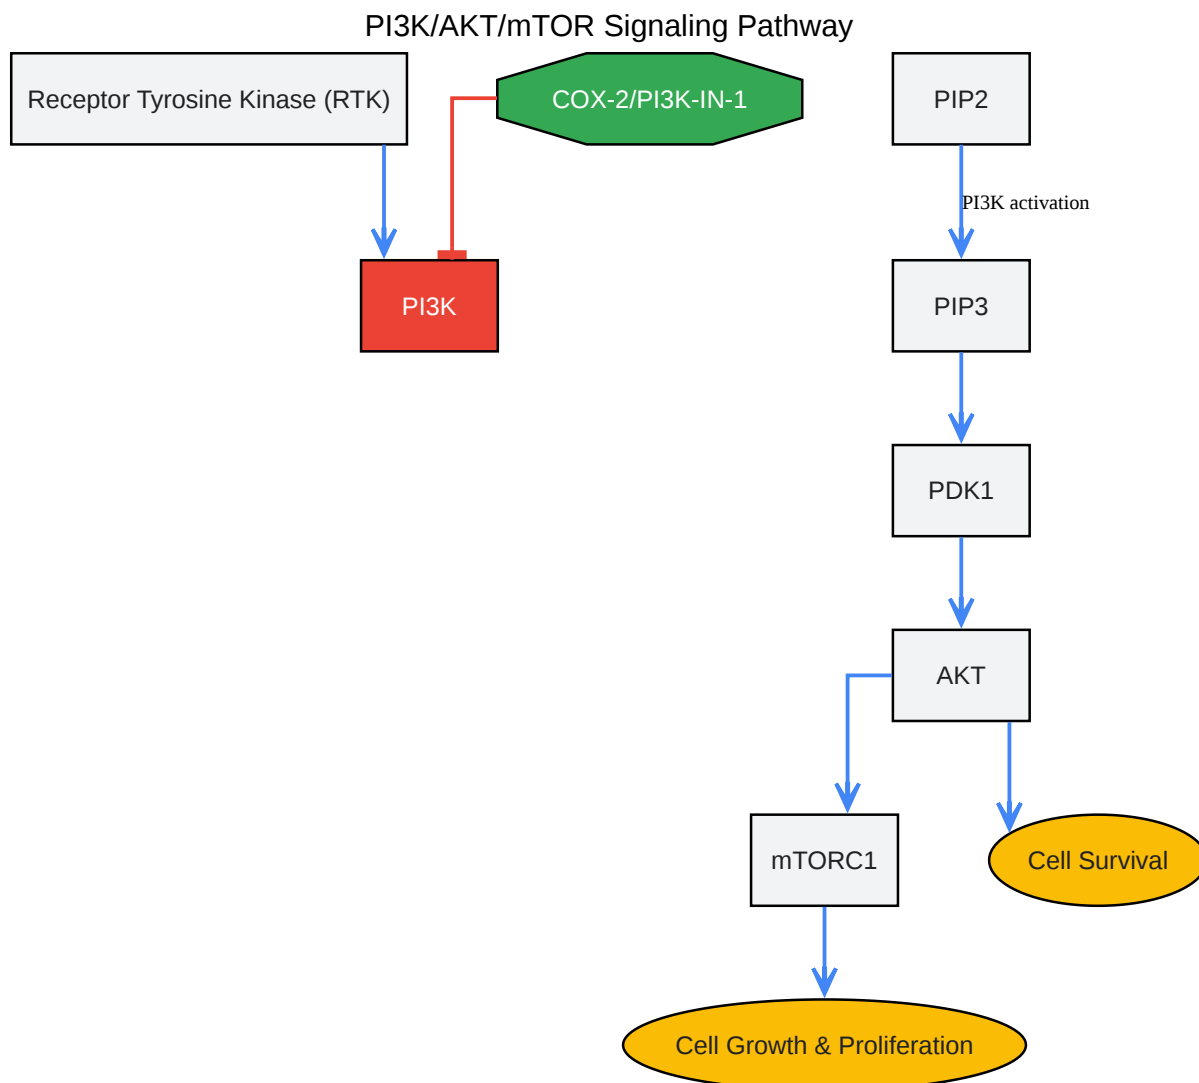 PI3K/AKT/mTOR Signaling Pathway
Receptor Tyrosine Kinase (RTK)
COX-2/PI3K-IN-1
PIP2
PI3K activation
PI3K
PIP3
PDK1
AKT
mTORC1
Cell Survival
Cell Growth & Proliferation